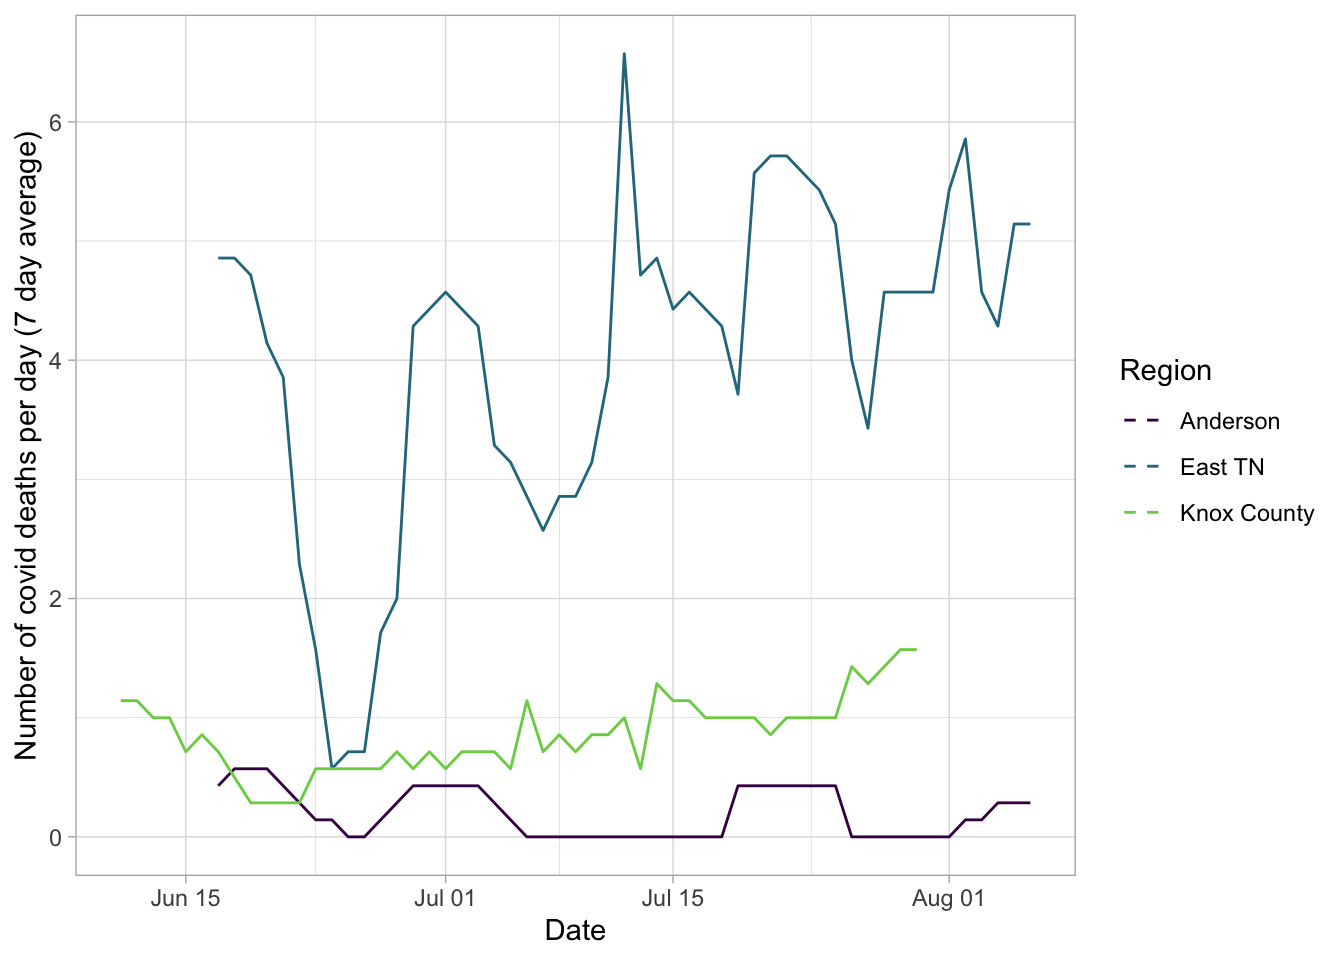 Number of covid deaths per day (7 day average)
6
4
2
0
Jun 15
Jul 01
Jul 15
Aug 01
Date
Region
Anderson
East TN
Knox County